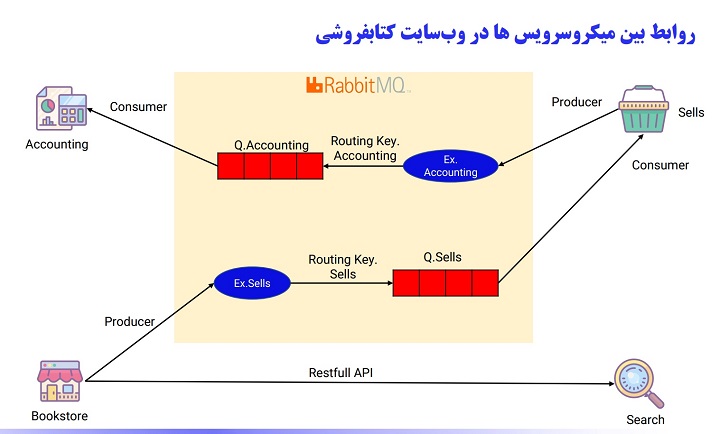 روابط بین میکروسرویس ها در وب‌سایت کتابفروشی
RabbitMQ
Consumer
Producer
Accounting
Sells
Q.Accounting
Routing Key.
Accounting
Ex.
Accounting
Consumer
Ex.Sells
Routing Key.
Sells
Q.Sells
Producer
Restfull API
Bookstore
Search